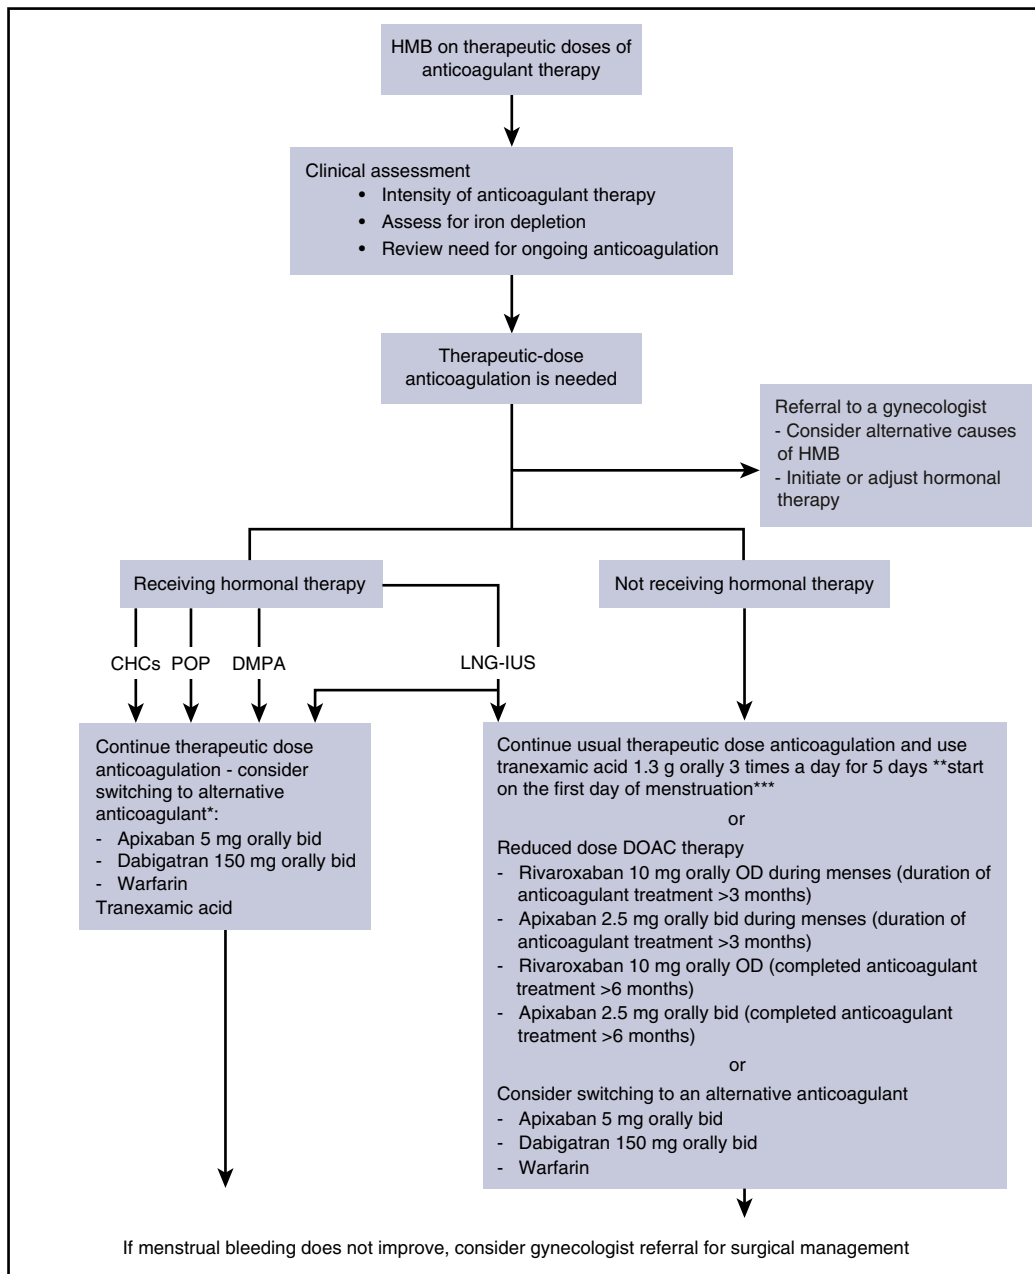 HMB on therapeutic doses of
anticoagulant therapy
Clinical assessment
• Intensity of anticoagulant therapy
• Assess for iron depletion
• Review need for ongoing anticoagulation
Therapeutic-dose
anticoagulation is needed
Referral to a gynecologist
- Consider alternative causes
of HMB
- Initiate or adjust hormonal
therapy
Receiving hormonal therapy
Not receiving hormonal therapy
CHCs POP DMPA LNG-IUS
Continue therapeutic dose
anticoagulation - consider
switching to alternative
anticoagulant*:
- Apixaban 5 mg orally bid
- Dabigatran 150 mg orally bid
- Warfarin
Tranexamic acid
Continue usual therapeutic dose anticoagulation and use
tranexamic acid 1.3 g orally 3 times a day for 5 days **start
on the first day of menstruation***
or
Reduced dose DOAC therapy
- Rivaroxaban 10 mg orally OD during menses (duration of
anticoagulant treatment >3 months)
- Apixaban 2.5 mg orally bid during menses (duration of
anticoagulant treatment >3 months)
- Rivaroxaban 10 mg orally OD (completed anticoagulant
treatment >6 months)
- Apixaban 2.5 mg orally bid (completed anticoagulant
treatment >6 months)
or
Consider switching to an alternative anticoagulant
- Apixaban 5 mg orally bid
- Dabigatran 150 mg orally bid
- Warfarin
If menstrual bleeding does not improve, consider gynecologist referral for surgical management